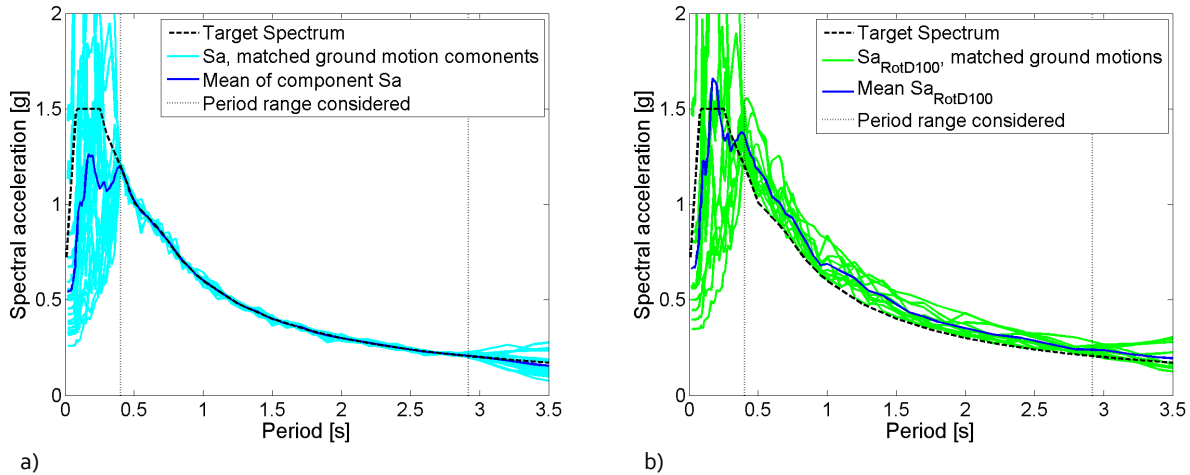 2
1.5
1
0.5
0
0 0.5 1 1.5 2 2.5 3 3.5
Spectral acceleration [g]
Period [s]
Target Spectrum
Sa, matched ground motion comonents
Mean of component Sa
Period range considered
a)
2
1.5
1
0.5
0
0 0.5 1 1.5 2 2.5 3 3.5
Spectral acceleration [g]
Period [s]
Target Spectrum
SaRotD100, matched ground motions
Mean SaRotD100
Period range considered
b)